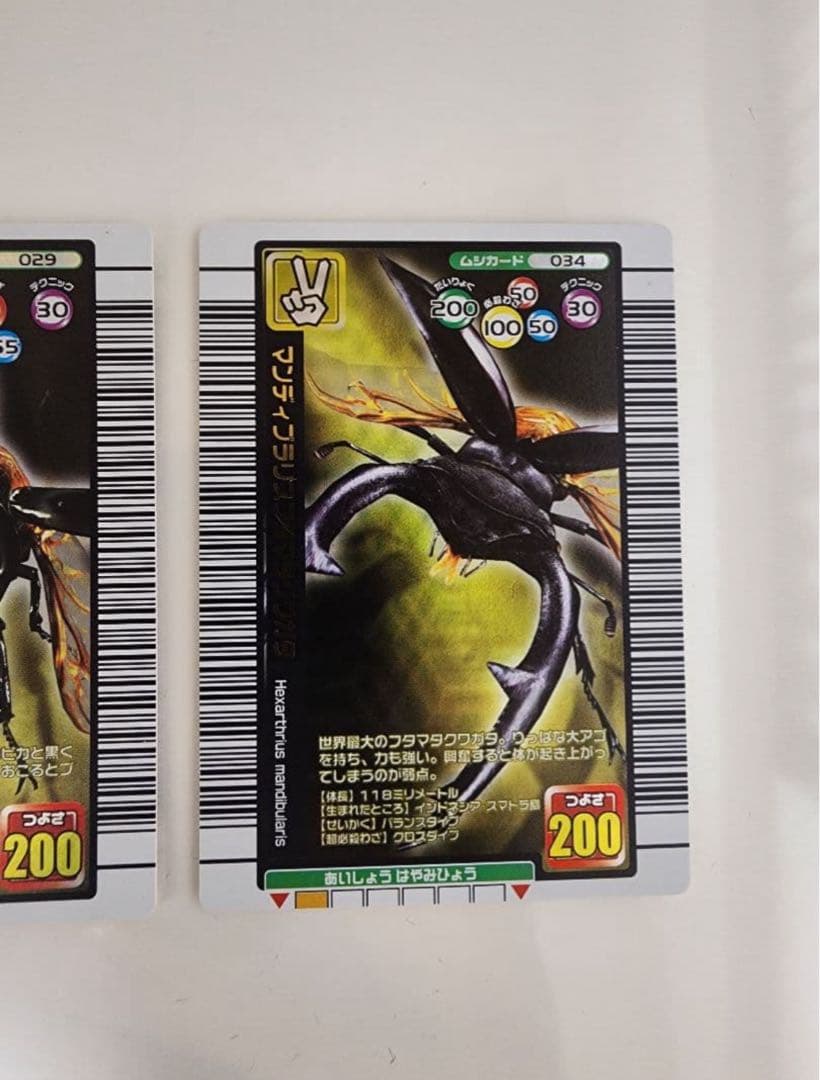 029
テクニック
30
55
ピカと黒く
おこるとブ
つよさ
200
ムシカード 034
たいりょく
200
必殺わざ
100
50
50
テクニック
30
マンディブラリス
Hexarthrius mandibularis
世界最大のフタマタクワガタ。りっぱな大アゴ
を持ち、力も強い。興奮すると体が起き上がっ
てしまうのが弱点。
【体長】118ミリメートル
【生まれたところ】インドネシア・スマトラ島
【せいかく】バランスタイプ
【超必殺わざ】クロスタイプ
つよさ
200
あいしょう はやみひょう